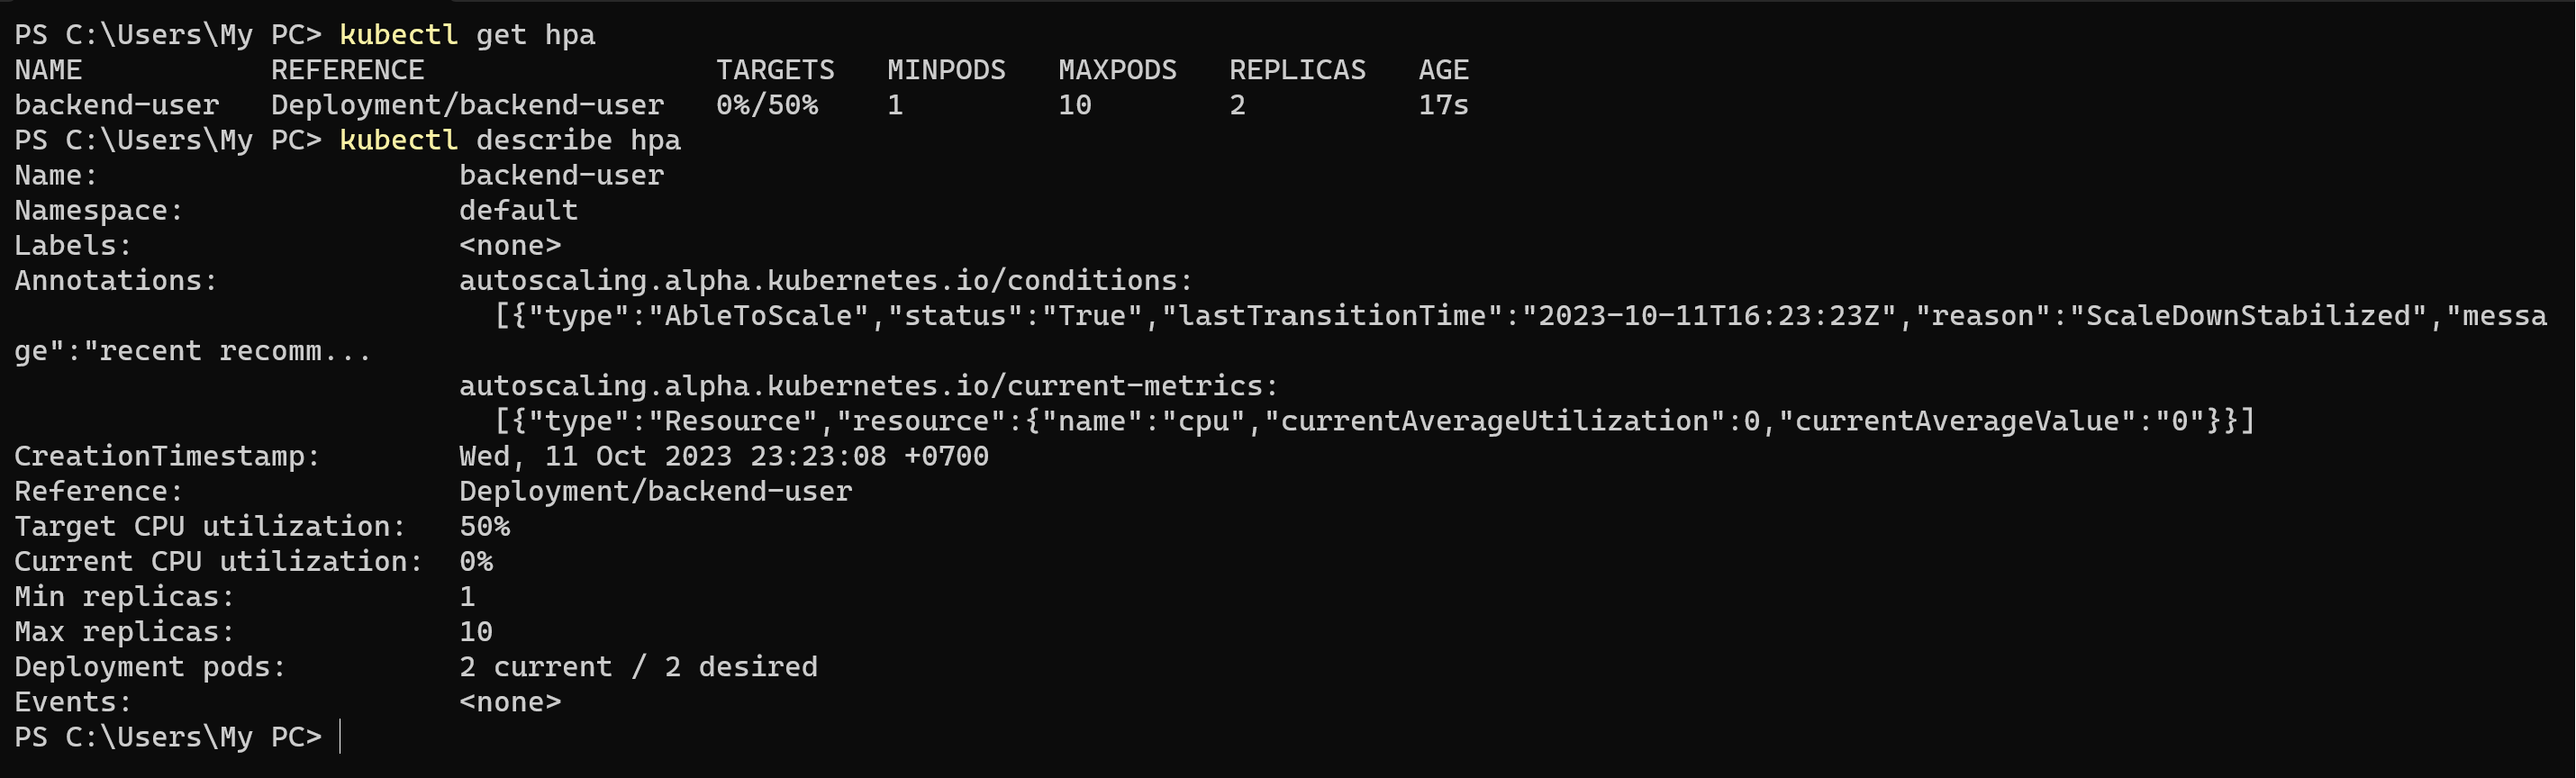 PS C:\Users\My PC> kubectl get hpa
NAME           REFERENCE                 TARGETS   MINPODS   MAXPODS   REPLICAS   AGE
backend-user   Deployment/backend-user   0%/50%    1         10        2          17s
PS C:\Users\My PC> kubectl describe hpa
Name:                     backend-user
Namespace:                default
Labels:                   <none>
Annotations:              autoscaling.alpha.kubernetes.io/conditions:
                            [{"type":"AbleToScale","status":"True","lastTransitionTime":"2023-10-11T16:23:23Z","reason":"ScaleDownStabilized","messa
ge":"recent recomm...
                          autoscaling.alpha.kubernetes.io/current-metrics:
                            [{"type":"Resource","resource":{"name":"cpu","currentAverageUtilization":0,"currentAverageValue":"0"}}]
CreationTimestamp:        Wed, 11 Oct 2023 23:23:08 +0700
Reference:                Deployment/backend-user
Target CPU utilization:   50%
Current CPU utilization:  0%
Min replicas:             1
Max replicas:             10
Deployment pods:          2 current / 2 desired
Events:                   <none>
PS C:\Users\My PC>